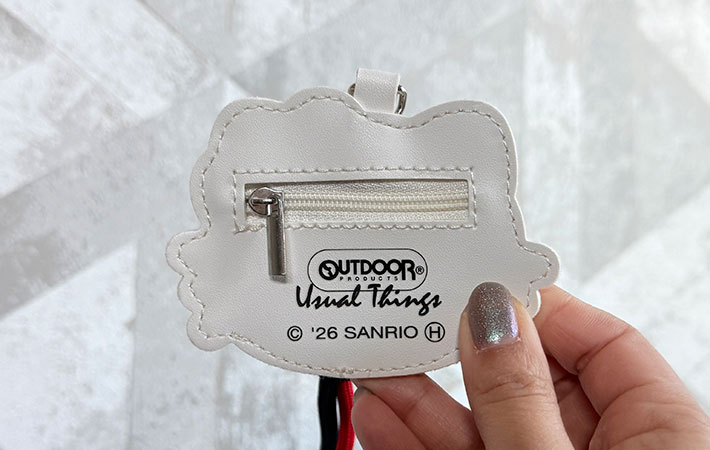 OUTDOOR®
PRODUCTS
Usual Things
© '26 SANRIO Ⓗ